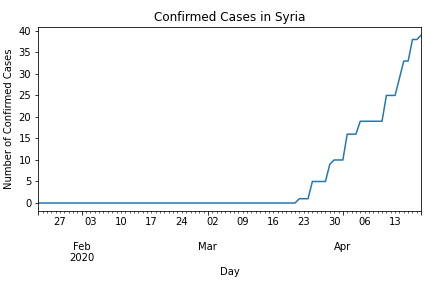 Confirmed Cases in Syria
Number of Confirmed Cases
40
35
30
25
20
15
10
5
0
27 03 10 17 24 02 09 16 23 30 06 13
Feb Mar Apr
2020
Day